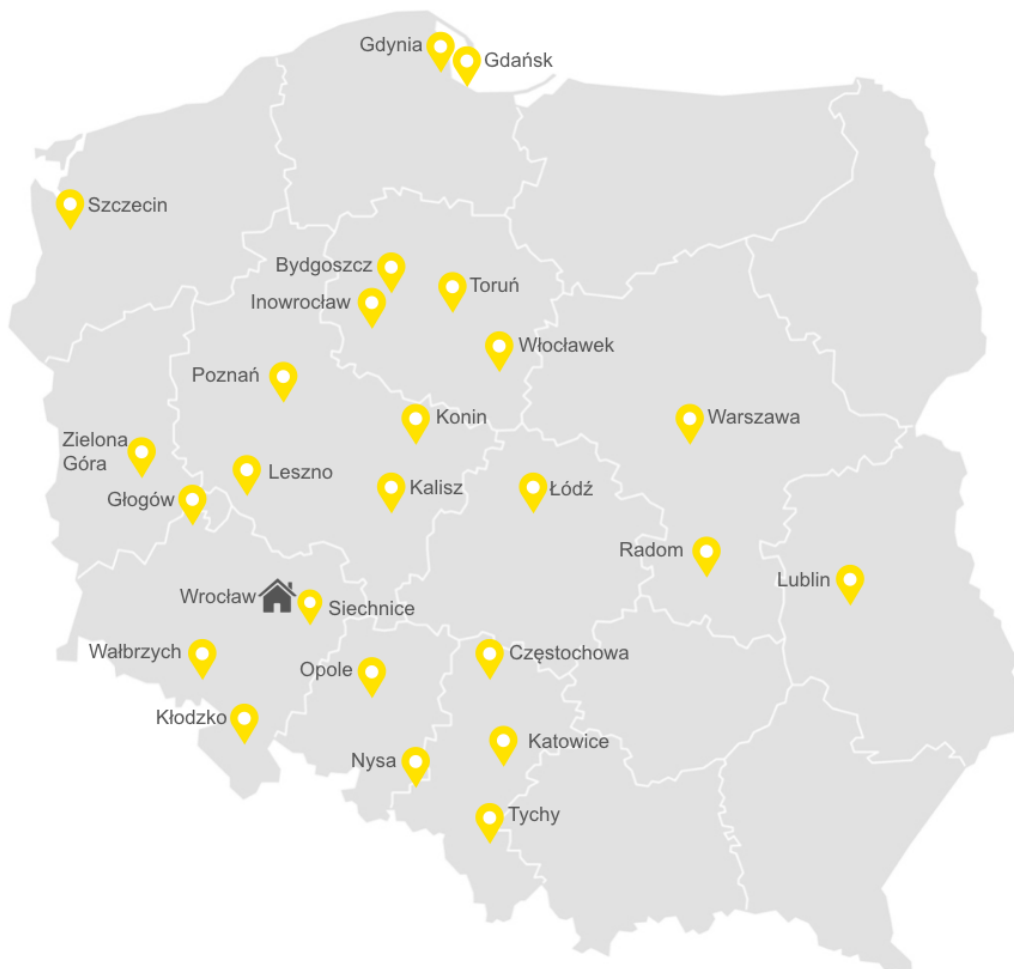 Gdynia
Gdańsk
Szczecin
Bydgoszcz
Toruń
Inowrocław
Włocławek
Poznań
Konin
Warszawa
Zielona
Góra
Leszno
Kalisz
Łódź
Głogów
Radom
Lublin
Wrocław
Siechnice
Wałbrzych
Opole
Częstochowa
Kłodzko
Katowice
Nysa
Tychy